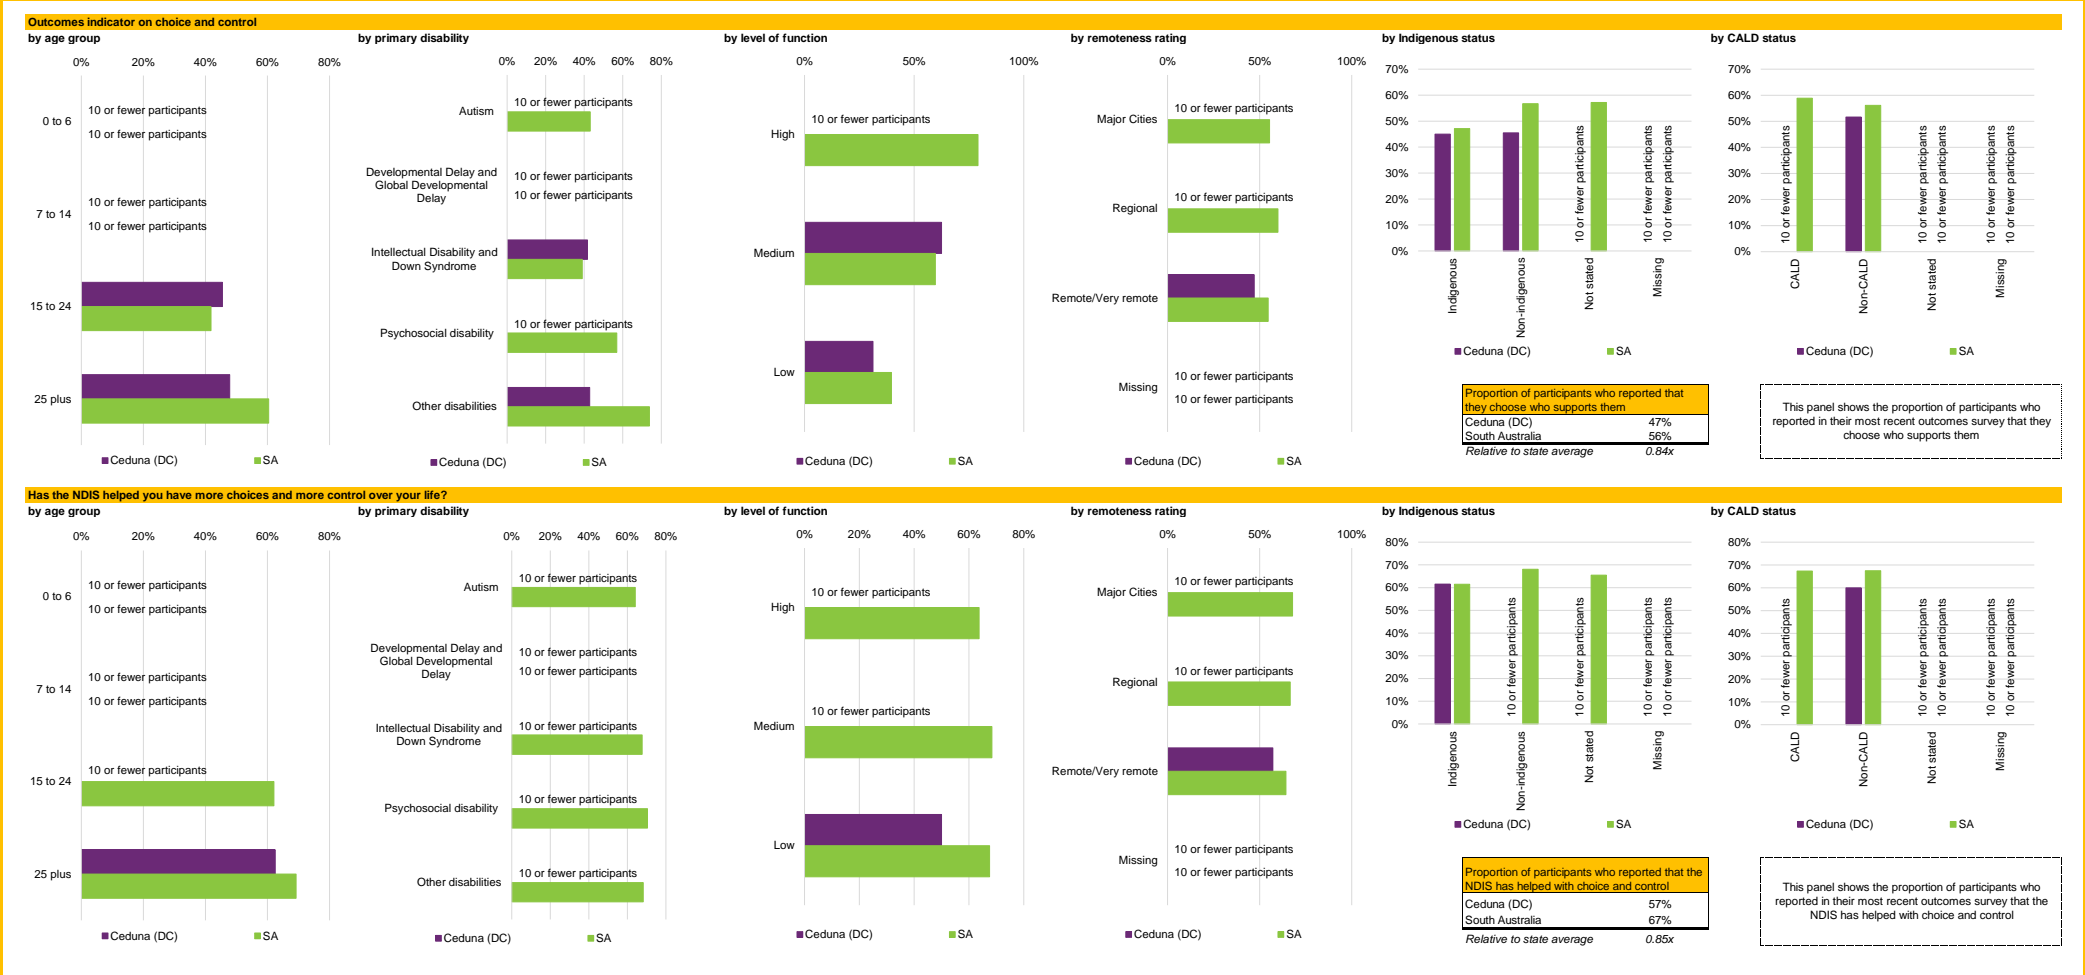 Outcomes indicator on choice and control
by age group
0% 20% 40% 60% 80%
0 to 6
10 or fewer participants
10 or fewer participants
7 to 14
10 or fewer participants
10 or fewer participants
15 to 24
25 plus
Ceduna (DC) SA
by primary disability
0% 20% 40% 60% 80%
Autism
10 or fewer participants
Developmental Delay and
Global Developmental
Delay
10 or fewer participants
10 or fewer participants
Intellectual Disability and
Down Syndrome
Psychosocial disability
10 or fewer participants
Other disabilities
Ceduna (DC) SA
by level of function
0% 50% 100%
High
10 or fewer participants
Medium
Low
Ceduna (DC) SA
by remoteness rating
0% 50% 100%
Major Cities
10 or fewer participants
Regional
10 or fewer participants
Remote/Very remote
Missing
10 or fewer participants
10 or fewer participants
Ceduna (DC) SA
by Indigenous status
70%
60%
50%
40%
30%
20%
10%
0%
10 or fewer participants
10 or fewer participants
10 or fewer participants
Indigenous
Non-indigenous
Not stated
Missing
Ceduna (DC) SA
Proportion of participants who reported that
they choose who supports them
Ceduna (DC) 47%
South Australia 56%
Relative to state average 0.84x
by CALD status
70%
60%
50%
40%
30%
20%
10%
0%
10 or fewer participants
10 or fewer participants
10 or fewer participants
10 or fewer participants
10 or fewer participants
CALD
Non-CALD
Not stated
Missing
Ceduna (DC) SA
This panel shows the proportion of participants who
reported in their most recent outcomes survey that they
choose who supports them
Has the NDIS helped you have more choices and more control over your life?
by age group
0% 20% 40% 60% 80%
0 to 6
10 or fewer participants
10 or fewer participants
7 to 14
10 or fewer participants
10 or fewer participants
15 to 24
10 or fewer participants
25 plus
Ceduna (DC) SA
by primary disability
0% 20% 40% 60% 80%
Autism
10 or fewer participants
Developmental Delay and
Global Developmental
Delay
10 or fewer participants
10 or fewer participants
Intellectual Disability and
Down Syndrome
10 or fewer participants
Psychosocial disability
10 or fewer participants
Other disabilities
10 or fewer participants
Ceduna (DC) SA
by level of function
0% 20% 40% 60% 80%
High
10 or fewer participants
Medium
10 or fewer participants
Low
Ceduna (DC) SA
by remoteness rating
0% 50% 100%
Major Cities
10 or fewer participants
Regional
10 or fewer participants
Remote/Very remote
Missing
10 or fewer participants
10 or fewer participants
Ceduna (DC) SA
by Indigenous status
80%
70%
60%
50%
40%
30%
20%
10%
0%
10 or fewer participants
10 or fewer participants
10 or fewer participants
10 or fewer participants
Indigenous
Non-indigenous
Not stated
Missing
Ceduna (DC) SA
Proportion of participants who reported that the
NDIS has helped with choice and control
Ceduna (DC) 57%
South Australia 67%
Relative to state average 0.85x
by CALD status
80%
70%
60%
50%
40%
30%
20%
10%
0%
10 or fewer participants
10 or fewer participants
10 or fewer participants
10 or fewer participants
10 or fewer participants
CALD
Non-CALD
Not stated
Missing
Ceduna (DC) SA
This panel shows the proportion of participants who
reported in their most recent outcomes survey that the
NDIS has helped with choice and control